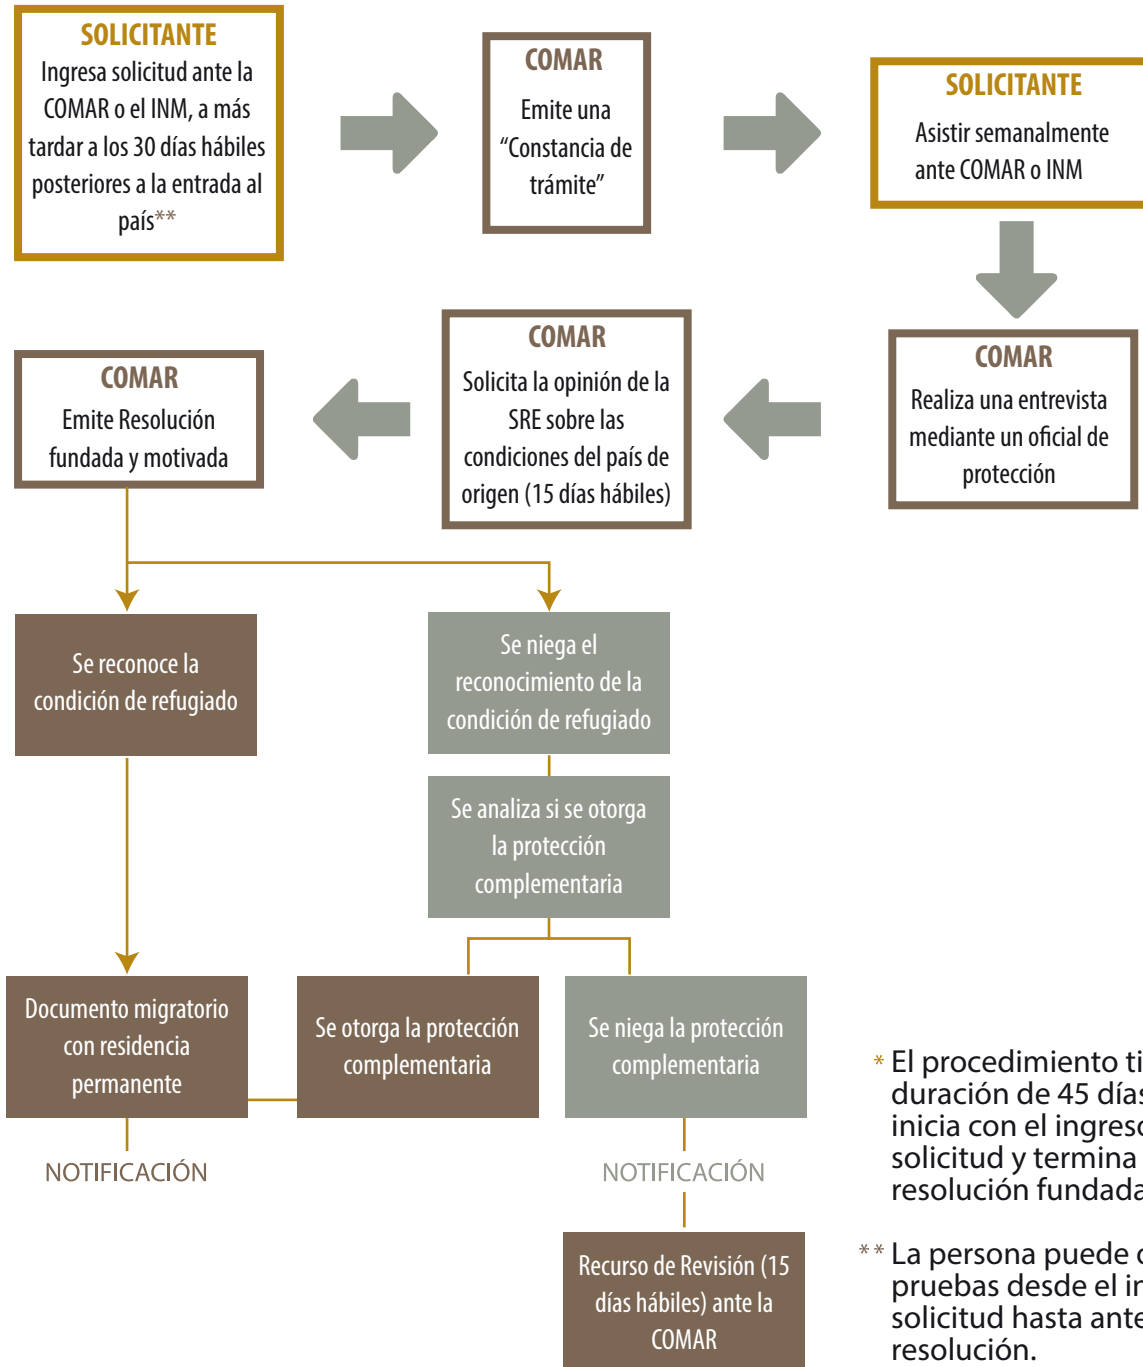 SOLICITANTE
Ingresa solicitud ante la
COMAR o el INM, a más
tardar a los 30 días hábiles
posteriores a la entrada al
país**
COMAR
Emite una
“Constancia de
trámite”
SOLICITANTE
Asistir semanalmente
ante COMAR o INM
COMAR
Realiza una entrevista
mediante un oficial de
protección
COMAR
Solicita la opinión de la
SRE sobre las
condiciones del país de
origen (15 días hábiles)
COMAR
Emite Resolución
fundada y motivada
Se reconoce la
condición de refugiado
Se niega el
reconocimiento de la
condición de refugiado
Se analiza si se otorga
la protección
complementaria
Documento migratorio
con residencia
permanente
Se otorga la protección
complementaria
Se niega la protección
complementaria
NOTIFICACIÓN
NOTIFICACIÓN
Recurso de Revisión (15
días hábiles) ante la
COMAR
* El procedimiento
duración de 45 días
inicia con el ingreso
solicitud y termina
resolución fundada
** La persona puede
pruebas desde el
solicitud hasta
resolución.